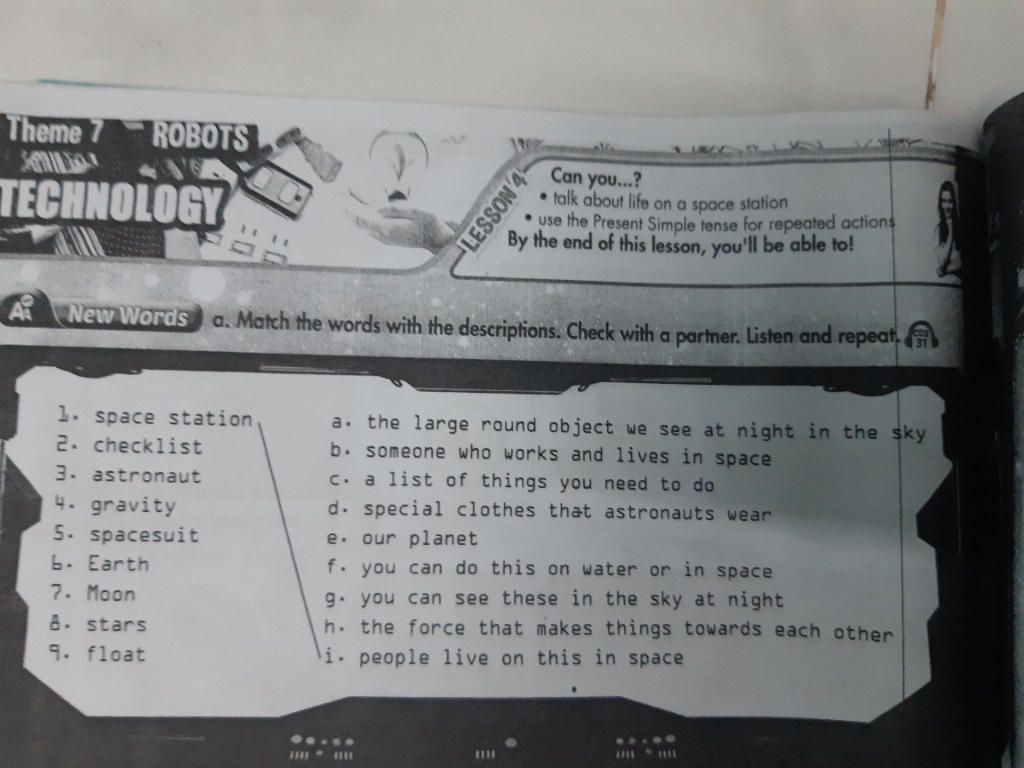 Theme 7 - ROBOTS
TECHNOLOGY
LESSON 4
Can you...?
• talk about life on a space station
• use the Present Simple tense for repeated actions
By the end of this lesson, you'll be able to!
New Words a. Match the words with the descriptions. Check with a partner. Listen and repeat.
CD2
31
1. space station
2. checklist
3. astronaut
4. gravity
5. spacesuit
6. Earth
7. Moon
8. stars
9. float
a. the large round object we see at night in the sky
b. someone who works and lives in space
c. a list of things you need to do
d. special clothes that astronauts wear
e. our planet
f. you can do this on water or in space
g. you can see these in the sky at night
h. the force that makes things towards each other
i. people live on this in space